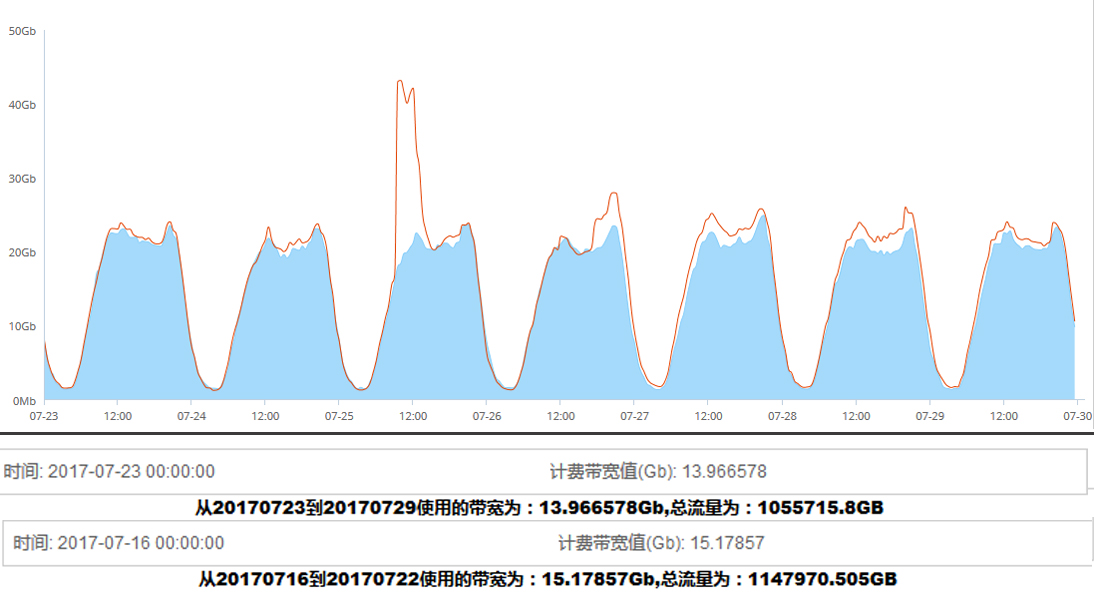 50Gb
40Gb
30Gb
20Gb
10Gb
0Mb
07-23 12:00 07-24 12:00 07-25 12:00 07-26 12:00 07-27 12:00 07-28 12:00 07-29 12:00 07-30
时间: 2017-07-23 00:00:00 计费带宽值(Gb): 13.966578
从20170723到20170729使用的带宽为：13.966578Gb,总流量为：1055715.8GB
时间: 2017-07-16 00:00:00 计费带宽值(Gb): 15.17857
从20170716到20170722使用的带宽为：15.17857Gb,总流量为：1147970.505GB